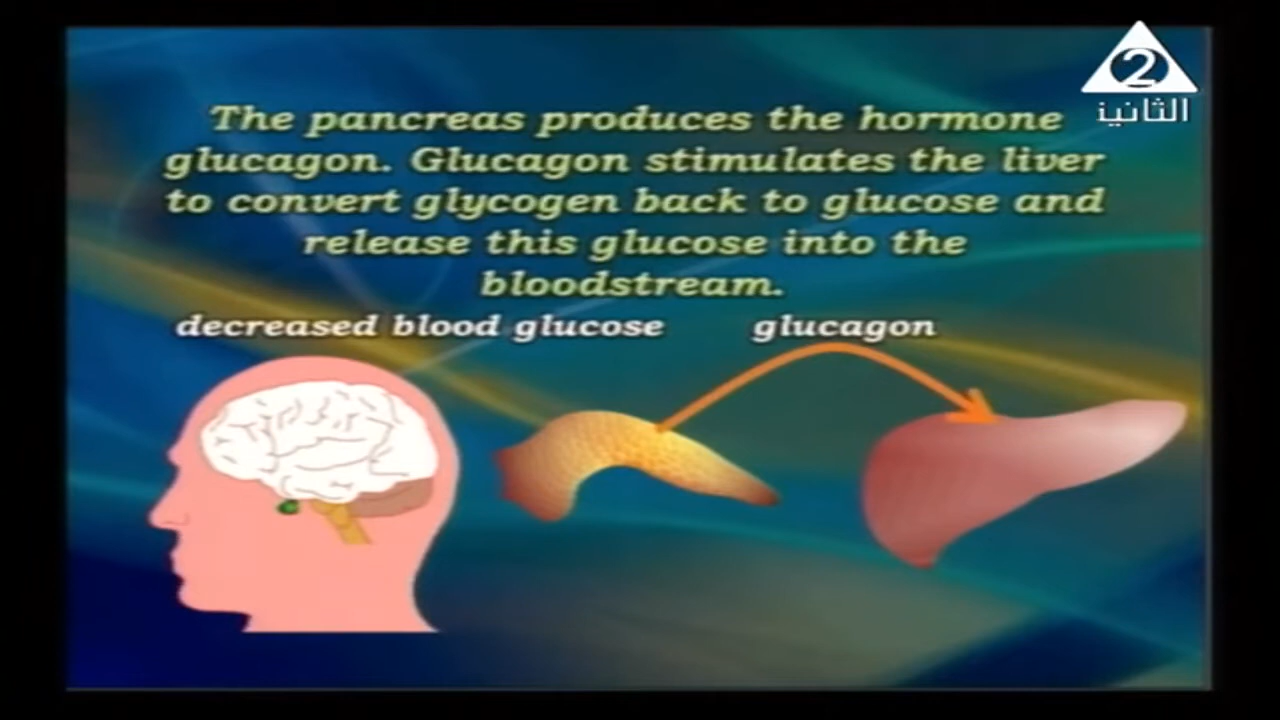 2
الثانية
The pancreas produces the hormone
glucagon. Glucagon stimulates the liver
to convert glycogen back to glucose and
release this glucose into the
bloodstream.
decreased blood glucose glucagon